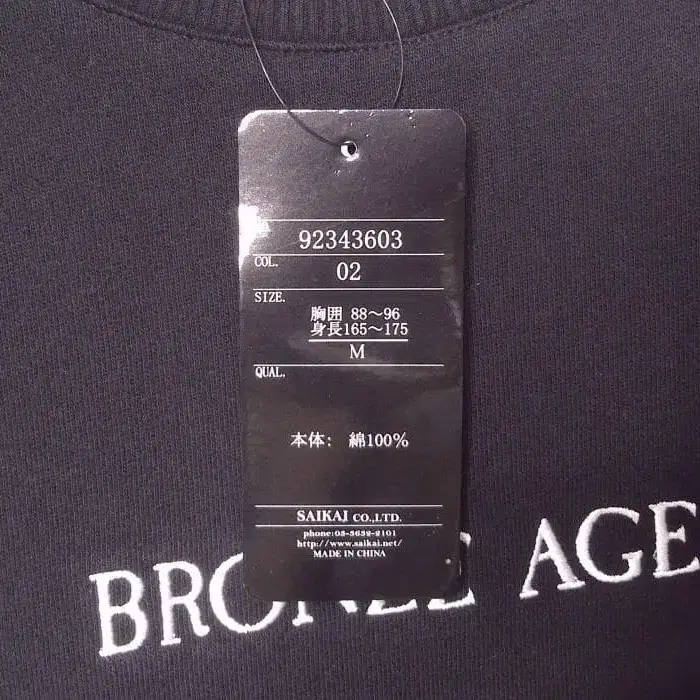 92343603
COL.
02
SIZE.
胸囲 88～96
身長165～175
M
QUAL.
本体: 綿100%
SAIKAI CO.,LTD.
phone:03-3632-2101
http://www.saikai.net/
MADE IN CHINA
BRONZE AGE